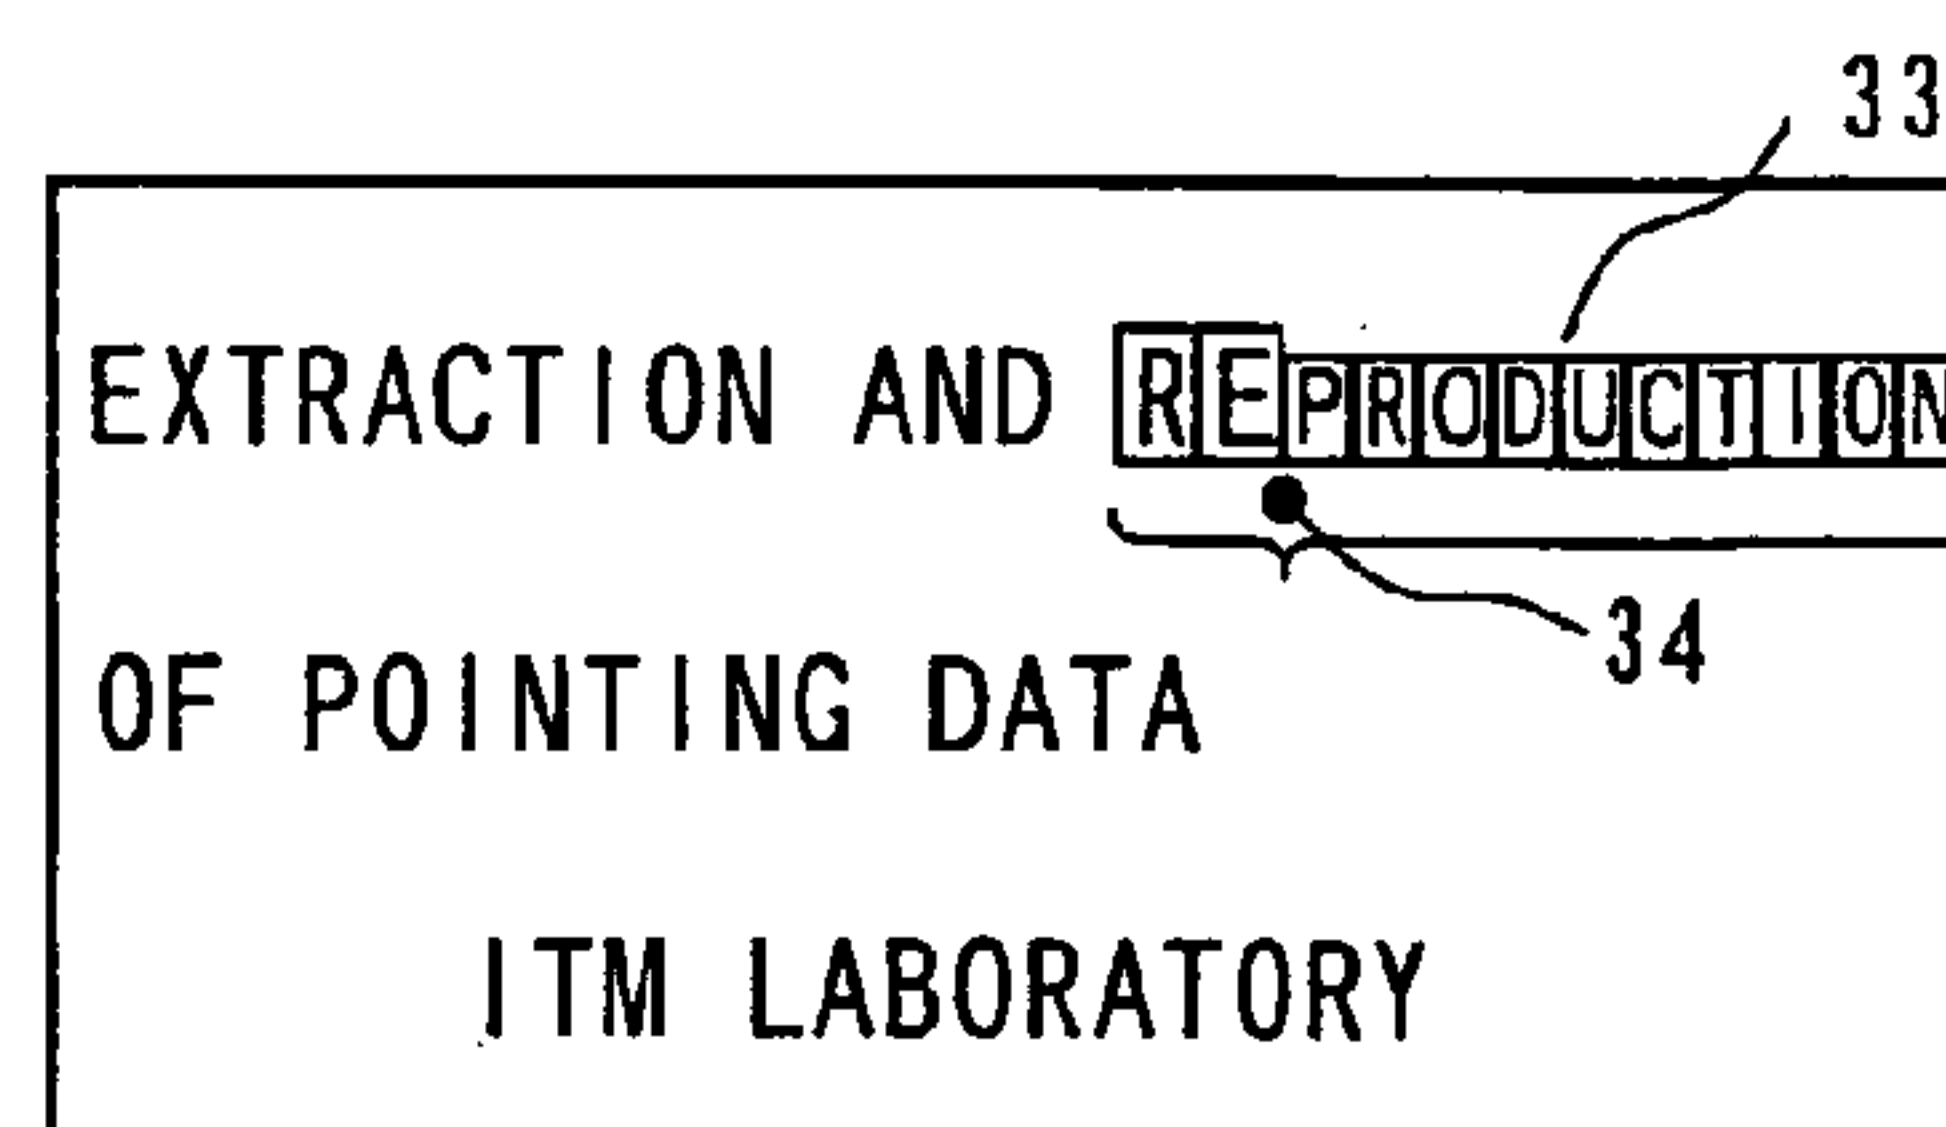 33
EXTRACTION AND REPRODUCTION
34
OF POINTING DATA
ITM LABORATORY